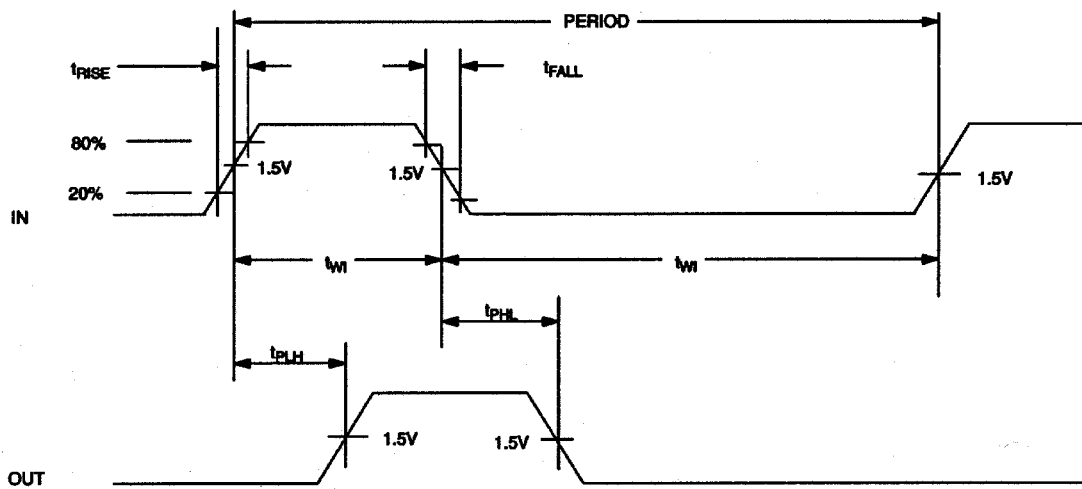 PERIOD
tRISE
tFALL
80%
1.5V
1.5V
1.5V
20%
IN
tWI
tWI
tPHL
tPLH
1.5V
1.5V
OUT